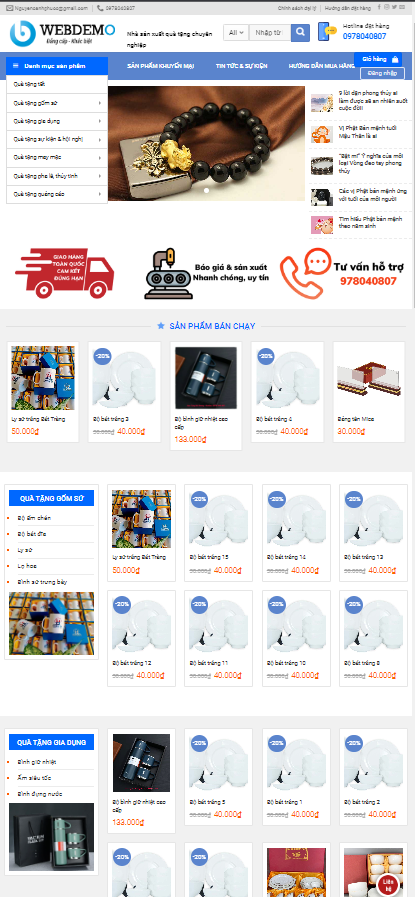 Nguyencanhphuoc@gmail.com
0978040807
Chính sách đại lý
Hướng dẫn đặt hàng
WEBDEMO
Đẳng cấp - Khác biệt
Nhà sản xuất quà tặng chuyên
nghiệp
All
Nhập từ
Hotline đặt hàng
0978040807
Danh mục sản phẩm
SẢN PHẨM KHUYẾN MẠI
TIN TỨC & SỰ KIỆN
HƯỚNG DẪN MUA HÀNG
Giỏ hàng
Đăng nhập
Quà tặng tết
Quà tặng gốm sứ
Quà tặng gia dụng
Quà tặng sự kiện & hội nghị
Quà tặng may mặc
Quà tặng pha lê, thủy tinh
Quà tặng quảng cáo
9 lời dặn phong thủy ai
làm được sẽ an nhiên suốt
cuộc đời!
Vị Phật Bản mệnh tuổi
Mậu Thân là ai
“Bật mí” Ý nghĩa của mỗi
loại Vòng đeo tay phong
thủy
Các vị Phật bản mệnh ứng
với tuổi của mỗi người
Tìm hiểu Phật bản mệnh
theo năm sinh
GIAO HÀNG
TOÀN QUỐC
CAM KẾT
ĐÚNG HẠN
Báo giá & sản xuất
Nhanh chóng, uy tín
Tư vấn hỗ trợ
978040807
SẢN PHẨM BÁN CHẠY
Ly sứ trắng Bát Tràng
50.000₫
-20%
Bộ bát trắng 3
50.000₫ 40.000₫
Bộ bình giữ nhiệt cao
cấp
133.000₫
-20%
Bộ bát trắng 4
50.000₫ 40.000₫
Bảng tên Mica
30.000₫
QUÀ TẶNG GỐM SỨ
Bộ ấm chén
Bộ bát đĩa
Ly sứ
Lọ hoa
Bình sứ trưng bày
Ly sứ trắng Bát Tràng
50.000₫
-20%
Bộ bát trắng 15
50.000₫ 40.000₫
-20%
Bộ bát trắng 14
50.000₫ 40.000₫
-20%
Bộ bát trắng 13
50.000₫ 40.000₫
-20%
Bộ bát trắng 12
50.000₫ 40.000₫
-20%
Bộ bát trắng 11
50.000₫ 40.000₫
-20%
Bộ bát trắng 10
50.000₫ 40.000₫
-20%
Bộ bát trắng 8
50.000₫ 40.000₫
QUÀ TẶNG GIA DỤNG
Bình giữ nhiệt
Ấm siêu tốc
Bình đựng nước
Bộ bình giữ nhiệt cao
cấp
133.000₫
-20%
Bộ bát trắng 5
50.000₫ 40.000₫
-20%
Bộ bát trắng 1
50.000₫ 40.000₫
-20%
Bộ bát trắng 2
50.000₫ 40.000₫
-20%
-20%
Liên
hệ